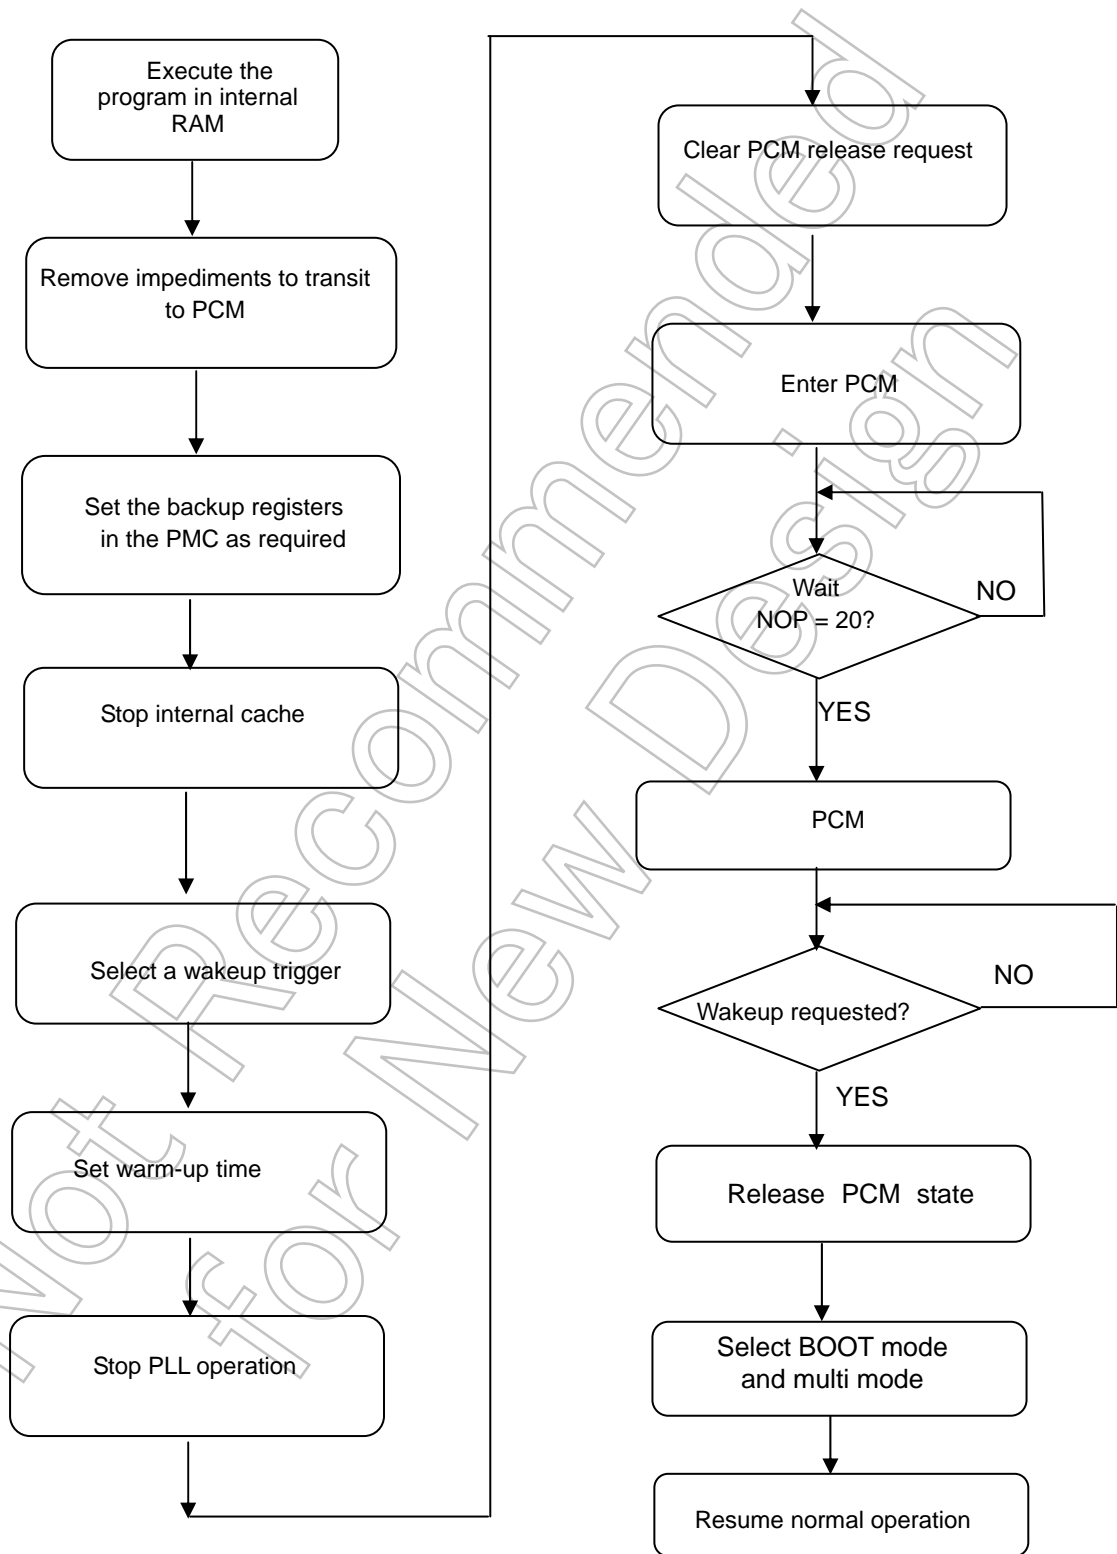 Execute the
program in internal
RAM
Remove impediments to transit
to PCM
Set the backup registers
in the PMC as required
Stop internal cache
Select a wakeup trigger
Set warm-up time
Stop PLL operation
Clear PCM release request
Enter PCM
Wait
NOP = 20?
NO
YES
PCM
Wakeup requested?
NO
YES
Release PCM state
Select BOOT mode
and multi mode
Resume normal operation
Not Recommended
for New Design